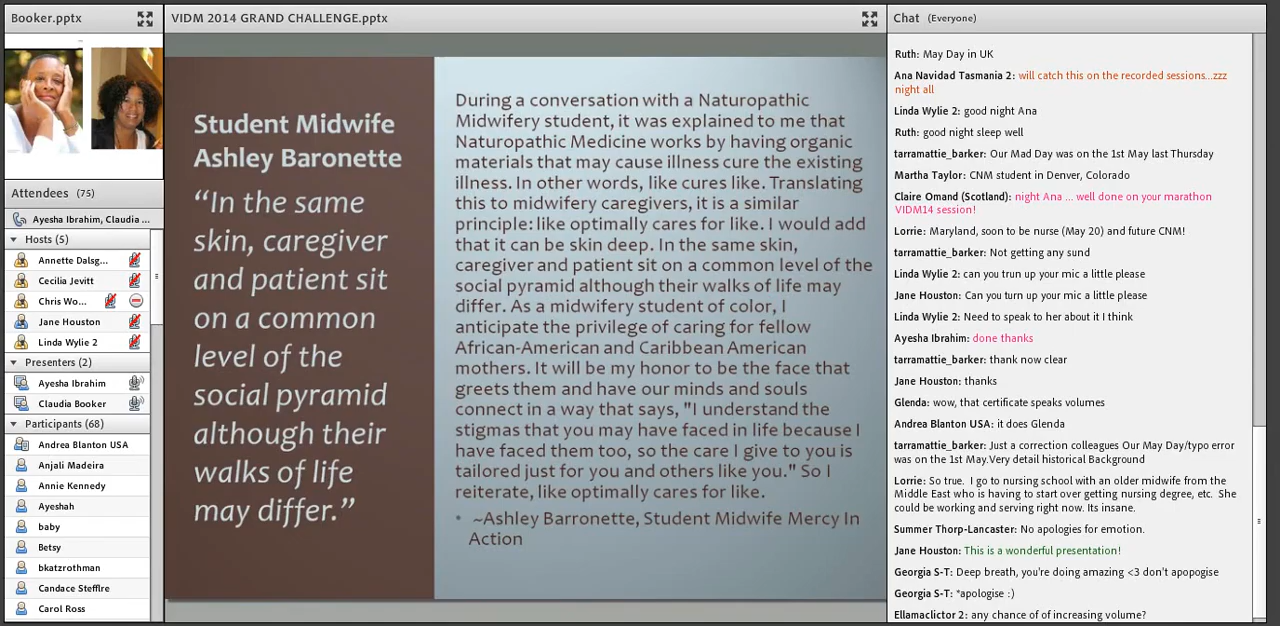 Booker.pptx
Attendees (75)
Ayesha Ibrahim, Claudia ...
Hosts (5)
Annette Dalsg...
Cecilia Jevitt
Chris Wo...
Jane Houston
Linda Wylie 2
Presenters (2)
Ayesha Ibrahim
Claudia Booker
Participants (68)
Andrea Blanton USA
Anjali Madeira
Annie Kennedy
Ayeshah
baby
Betsy
bkatzrothman
Candace Stefflre
Carol Ross
VIDM 2014 GRAND CHALLENGE.pptx
Student Midwife
Ashley Baronette
“In the same
skin, caregiver
and patient sit
on a common
level of the
social pyramid
although their
walks of life
may differ.”
During a conversation with a Naturopathic
Midwifery student, it was explained to me that
Naturopathic Medicine works by having organic
materials that may cause illness cure the existing
illness. In other words, like cures like. Translating
this to midwifery caregivers, it is a similar
principle: like optimally cares for like. I would add
that it can be skin deep. In the same skin,
caregiver and patient sit on a common level of the
social pyramid although their walks of life may
differ. As a midwifery student of color, I
anticipate the privilege of caring for fellow
African-American and Caribbean American
mothers. It will be my honor to be the face that
greets them and have our minds and souls
connect in a way that says, "I understand the
stigmas that you may have faced in life because I
have faced them too, so the care I give to you is
tailored just for you and others like you." So I
reiterate, like optimally cares for like.
• ~Ashley Barronette, Student Midwife Mercy In
Action
Chat (Everyone)
Ruth: May Day in UK
Ana Navidad Tasmania 2: will catch this on the recorded sessions...zzz
night all
Linda Wylie 2: good night Ana
Ruth: good night sleep well
tarramattie_barker: Our Mad Day was on the 1st May last Thursday
Martha Taylor: CNM student in Denver, Colorado
Claire Omand (Scotland): night Ana ... well done on your marathon
VIDM14 session!
Lorrie: Maryland, soon to be nurse (May 20) and future CNM!
tarramattie_barker: Not getting any sund
Linda Wylie 2: can you trun up your mic a little please
Jane Houston: Can you turn up your mic a little please
Linda Wylie 2: Need to speak to her about it I think
Ayesha Ibrahim: done thanks
tarramattie_barker: thank now clear
Jane Houston: thanks
Glenda: wow, that certificate speaks volumes
Andrea Blanton USA: it does Glenda
tarramattie_barker: Just a correction colleagues Our May Day/typo error
was on the 1st May.Very detail historical Background
Lorrie: So true. I go to nursing school with an older midwife from the
Middle East who is having to start over getting nursing degree, etc. She
could be working and serving right now. Its insane.
Summer Thorp-Lancaster: No apologies for emotion.
Jane Houston: This is a wonderful presentation!
Georgia S-T: Deep breath, you're doing amazing <3 don't apopogise
Georgia S-T: *apologise :)
Ellamaclictor 2: any chance of of increasing volume?